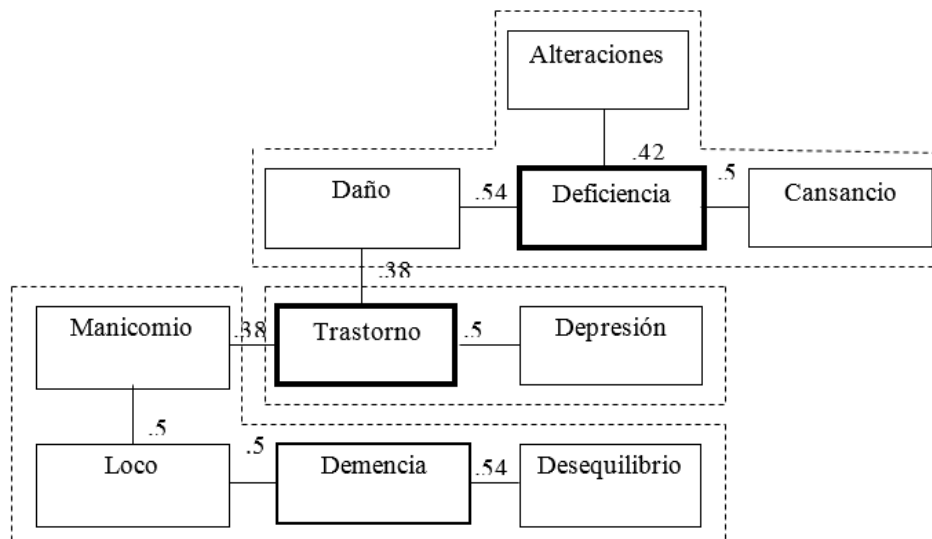 Alteraciones
.42
Daño
.54
Deficiencia
.5
Cansancio
.38
Manicomio
.38
Trastorno
.5
Depresión
.5
Loco
.5
Demencia
.54
Desequilibrio